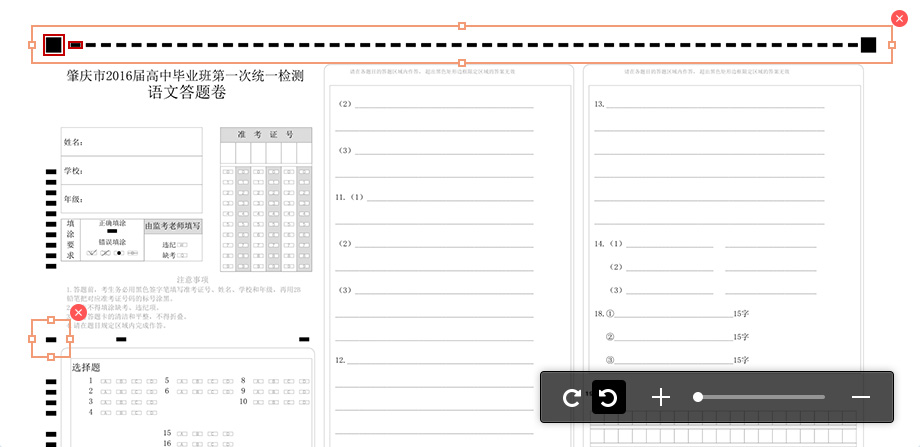 肇庆市2016届高中毕业班第一次统一检测
语文答题卷
姓名:
学校:
年级:
准 考 证 号
填涂要求
正确填涂
错误填涂
由监考老师填写
违纪
缺考
注意事项
1.答题前，考生务必用黑色签字笔填写准考证号、姓名、学校和年级，再用2B
铅笔把对应准考证号码的标号涂黑。
不得填涂缺考、违纪项。
答题卡的清洁和平整，不得折叠。
请在题目规定区域内完成作答。
选择题
1 5 8
2 6 9
3 10
4
15
16
请在各题目的答题区域内作答，超出黑色矩形边框限定区域的答案无效
（2）
（3）
11.（1）
（2）
（3）
12.
请在各题目的答题区域内作答，超出黑色矩形边框限定区域的答案无效
13.
14.（1）
（2）
（3）
18.① 15字
② 15字
③ 15字